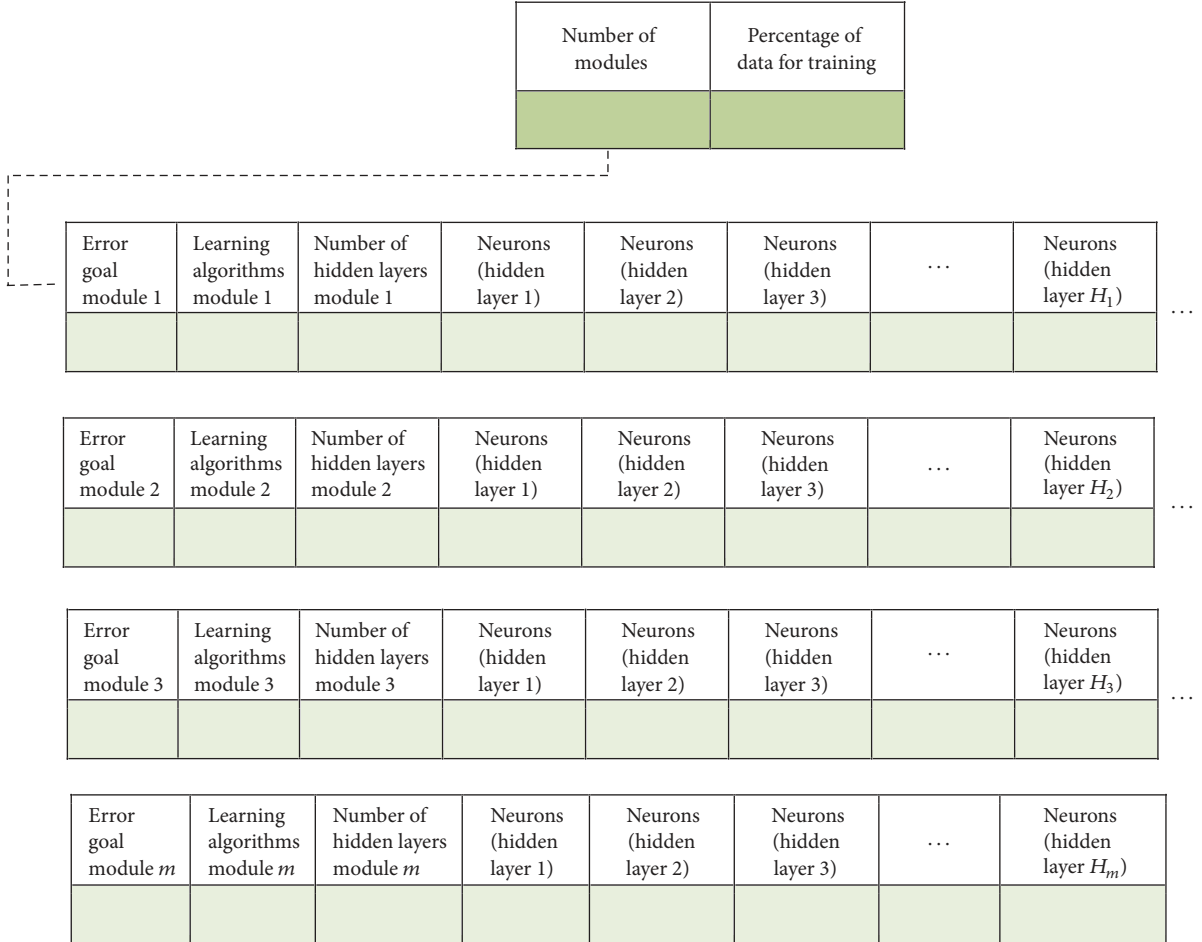 Number of
modules
Percentage of
data for training
Error
goal
module 1
Learning
algorithms
module 1
Number of
hidden layers
module 1
Neurons
(hidden
layer 1)
Neurons
(hidden
layer 2)
Neurons
(hidden
layer 3)
...
Neurons
(hidden
layer H₁)
...
Error
goal
module 2
Learning
algorithms
module 2
Number of
hidden layers
module 2
Neurons
(hidden
layer 1)
Neurons
(hidden
layer 2)
Neurons
(hidden
layer 3)
...
Neurons
(hidden
layer H₂)
...
Error
goal
module 3
Learning
algorithms
module 3
Number of
hidden layers
module 3
Neurons
(hidden
layer 1)
Neurons
(hidden
layer 2)
Neurons
(hidden
layer 3)
...
Neurons
(hidden
layer H₃)
...
Error
goal
module m
Learning
algorithms
module m
Number of
hidden layers
module m
Neurons
(hidden
layer 1)
Neurons
(hidden
layer 2)
Neurons
(hidden
layer 3)
...
Neurons
(hidden
layer Hₘ)